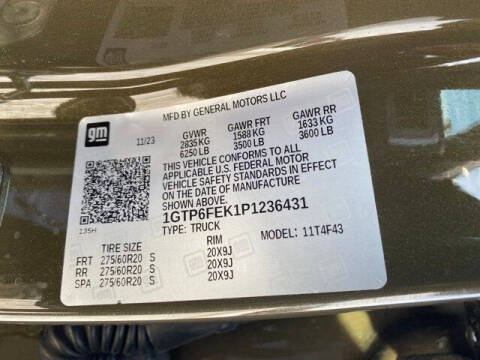 MFD BY GENERAL MOTORS LLC
gm
11/23 GVWR GAWR FRT GAWR RR
2835 KG 1588 KG 1633 KG
6250 LB 3500 LB 3600 LB
THIS VEHICLE CONFORMS TO ALL
APPLICABLE U.S. FEDERAL MOTOR
VEHICLE SAFETY STANDARDS IN
EFFECT ON THE DATE OF MANUFACTURE
SHOWN ABOVE.
1GTP6FEK1P1236431
135H TYPE: TRUCK MODEL: 11T4F43
TIRE SIZE RIM
FRT 275/60R20 S 20X9J
RR 275/60R20 S 20X9J
SPA 275/60R20 S 20X9J